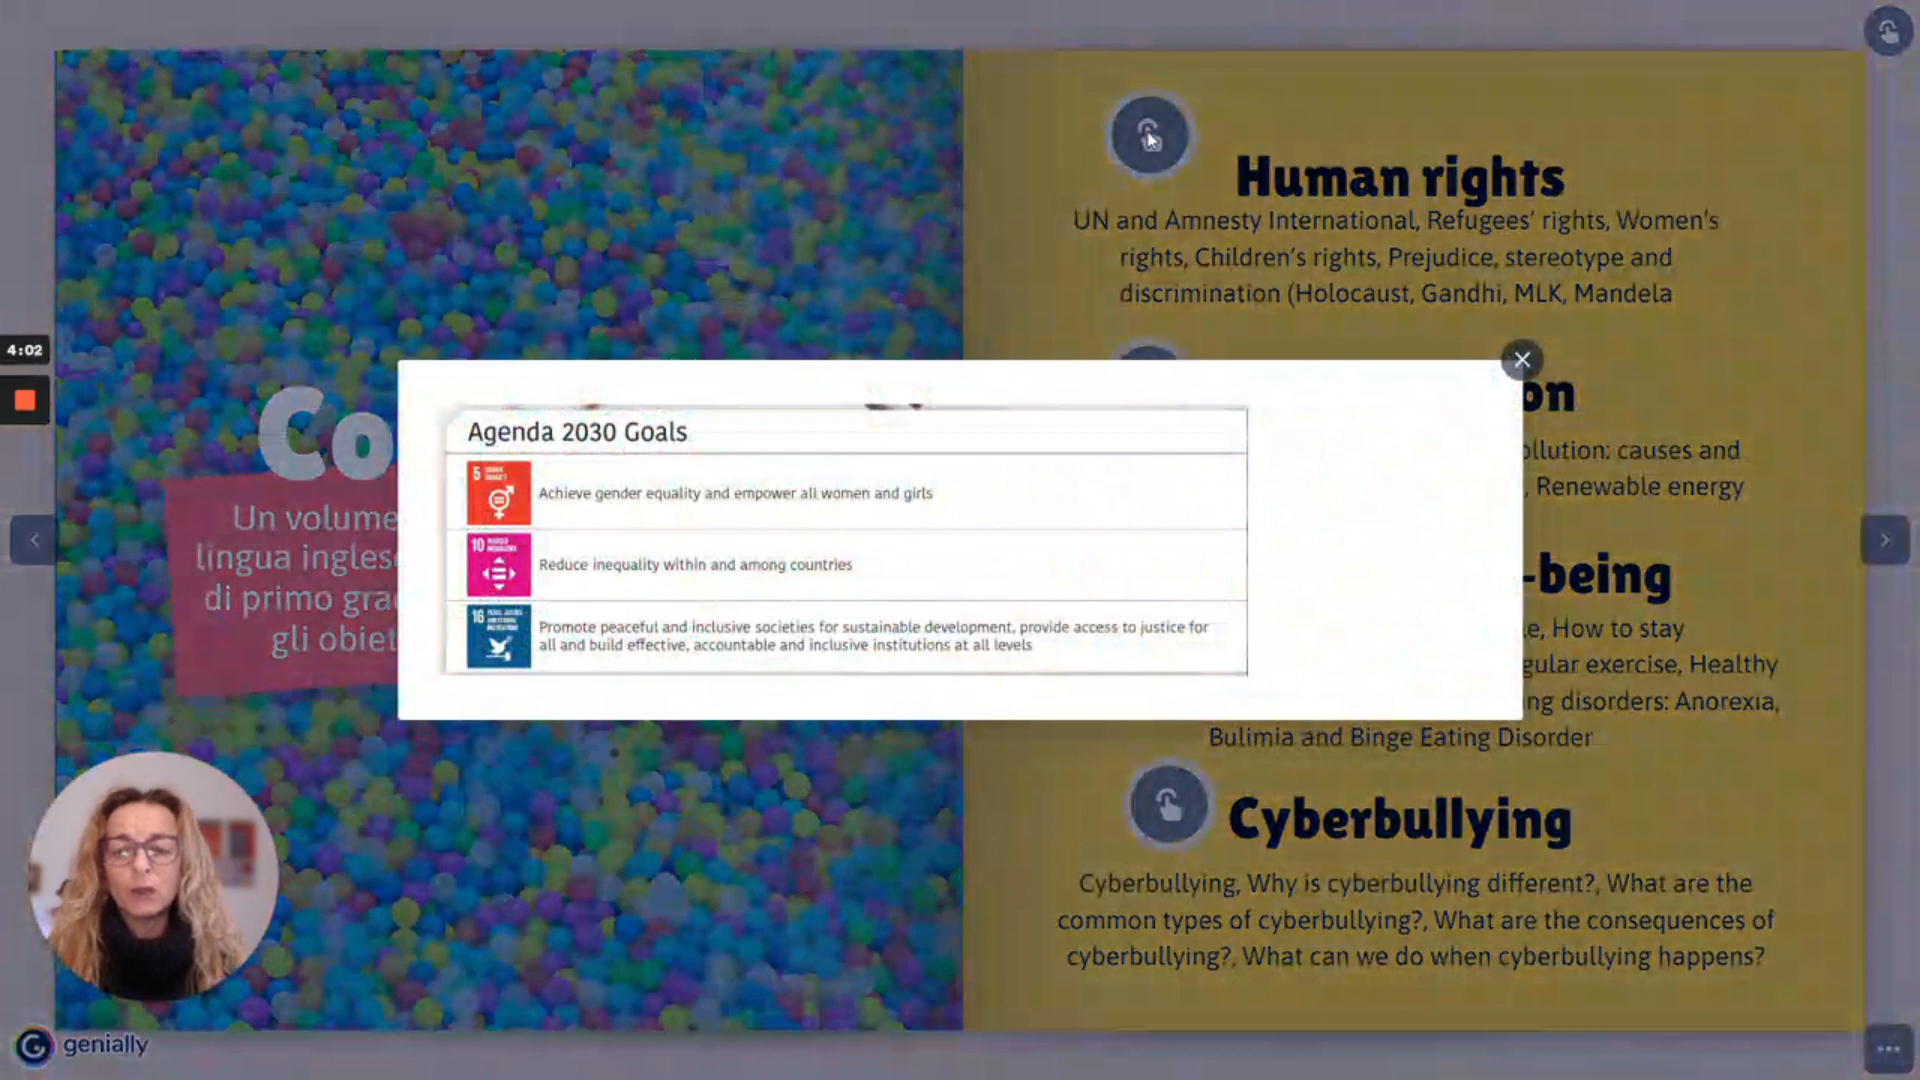 Human rights
UN and Amnesty International, Refugees' rights, Women's
rights, Children's rights, Prejudice, stereotype and
discrimination (Holocaust, Gandhi, MLK, Mandela
4:02
Co
Un volume
lingua ingles
di primo gra
gli obiet
Agenda 2030 Goals
5
Achieve gender equality and empower all women and girls
10
Reduce inequality within and among countries
16
Promote peaceful and inclusive societies for sustainable development, provide access to justice for
all and build effective, accountable and inclusive institutions at all levels
on
ollution: causes and
, Renewable energy
-being
e, How to stay
gular exercise, Healthy
ng disorders: Anorexia,
Bulimia and Binge Eating Disorder
Cyberbullying
Cyberbullying, Why is cyberbullying different?, What are the
common types of cyberbullying?, What are the consequences of
cyberbullying?, What can we do when cyberbullying happens?
genially